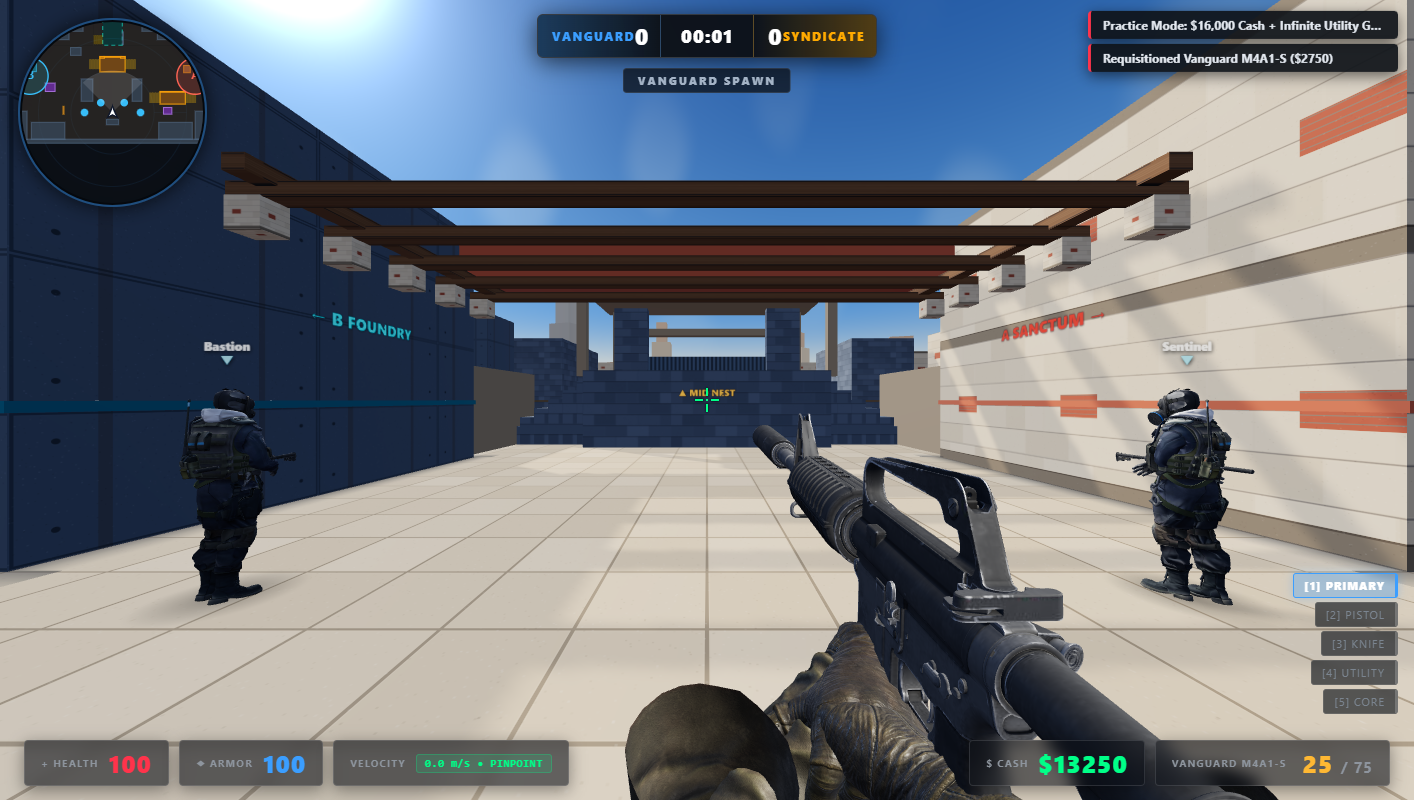 VANGUARD 0
00:01
0 SYNDICATE
VANGUARD SPAWN
Practice Mode: $16,000 Cash + Infinite Utility G...
Requisitioned Vanguard M4A1-S ($2750)
B
A
← B FOUNDRY
A SANCTUM →
Bastion
Sentinel
▲ MID NEST
[1] PRIMARY
[2] PISTOL
[3] KNIFE
[4] UTILITY
[5] CORE
+ HEALTH 100
❖ ARMOR 100
VELOCITY 0.0 m/s • PINPOINT
$ CASH $13250
VANGUARD M4A1-S 25 / 75